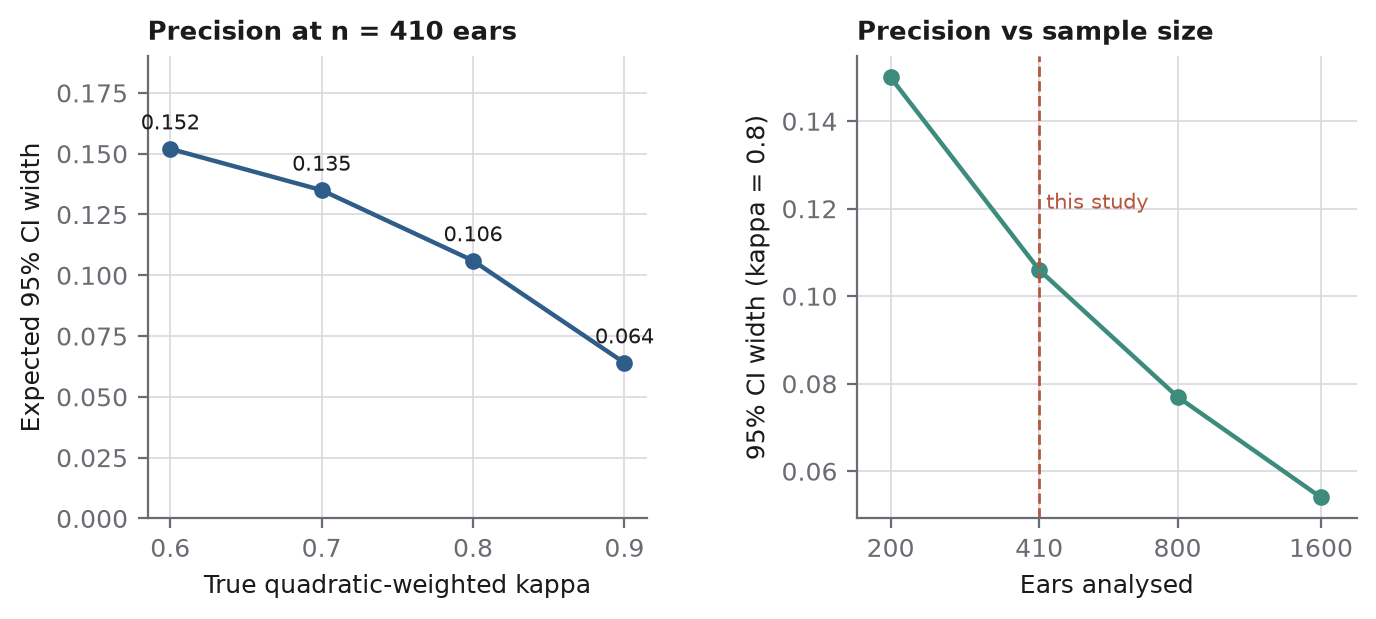 Precision at n = 410 ears
Expected 95% CI width
0.175
0.150
0.125
0.100
0.075
0.050
0.025
0.000
0.152
0.135
0.106
0.064
0.6 0.7 0.8 0.9
True quadratic-weighted kappa
Precision vs sample size
95% CI width (kappa = 0.8)
0.14
0.12
0.10
0.08
0.06
this study
200 410 800 1600
Ears analysed